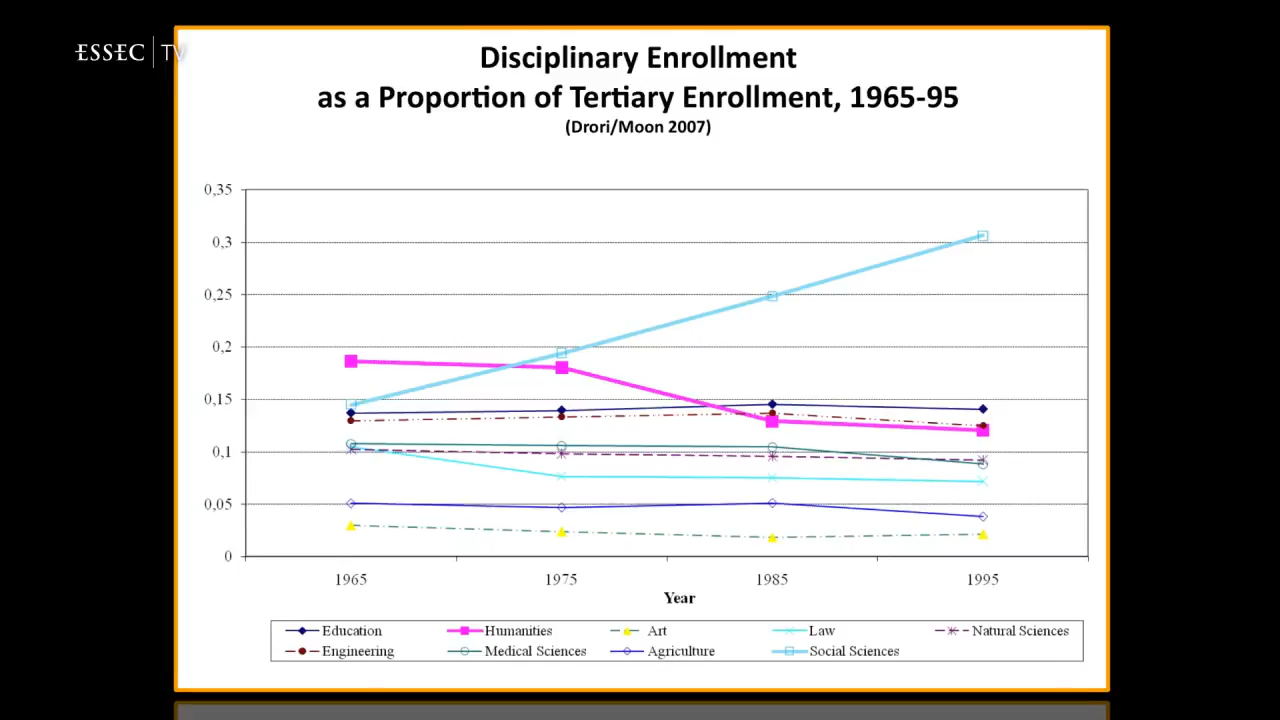 ESSEC | TV
Disciplinary Enrollment
as a Proportion of Tertiary Enrollment, 1965-95
(Drori/Moon 2007)
0,35
0,3
0,25
0,2
0,15
0,1
0,05
0
1965 1975 1985 1995
Year
Education Humanities Art Law Natural Sciences
Engineering Medical Sciences Agriculture Social Sciences